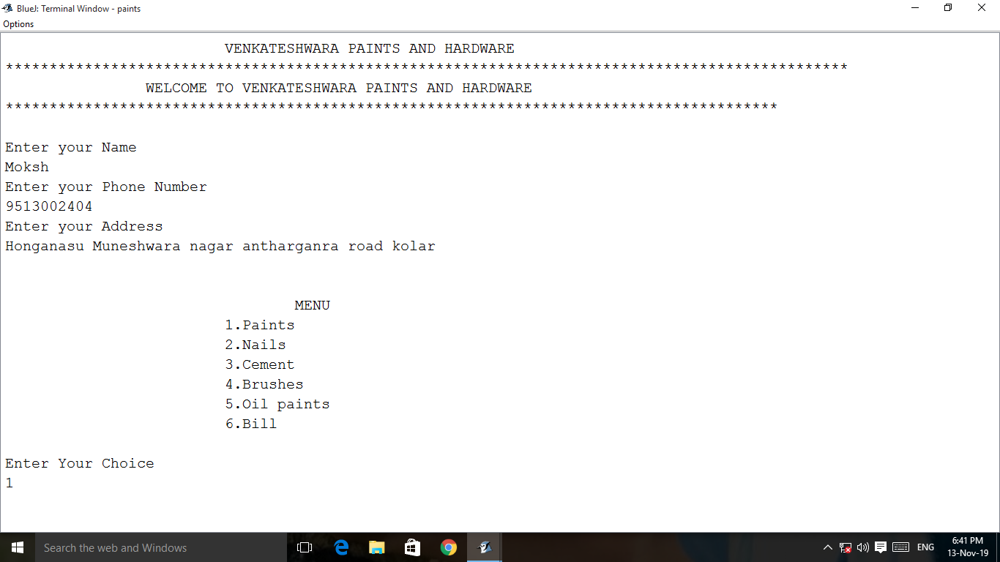 BlueJ: Terminal Window - paints
Options
VENKATESHWARA PAINTS AND HARDWARE
************************************************************************************************
WELCOME TO VENKATESHWARA PAINTS AND HARDWARE
****************************************************************************************
Enter your Name
Moksh
Enter your Phone Number
9513002404
Enter your Address
Honganasu Muneshwara nagar antharganra road kolar
MENU
1.Paints
2.Nails
3.Cement
4.Brushes
5.Oil paints
6.Bill
Enter Your Choice
1
Search the web and Windows
ENG
6:41 PM
13-Nov-19